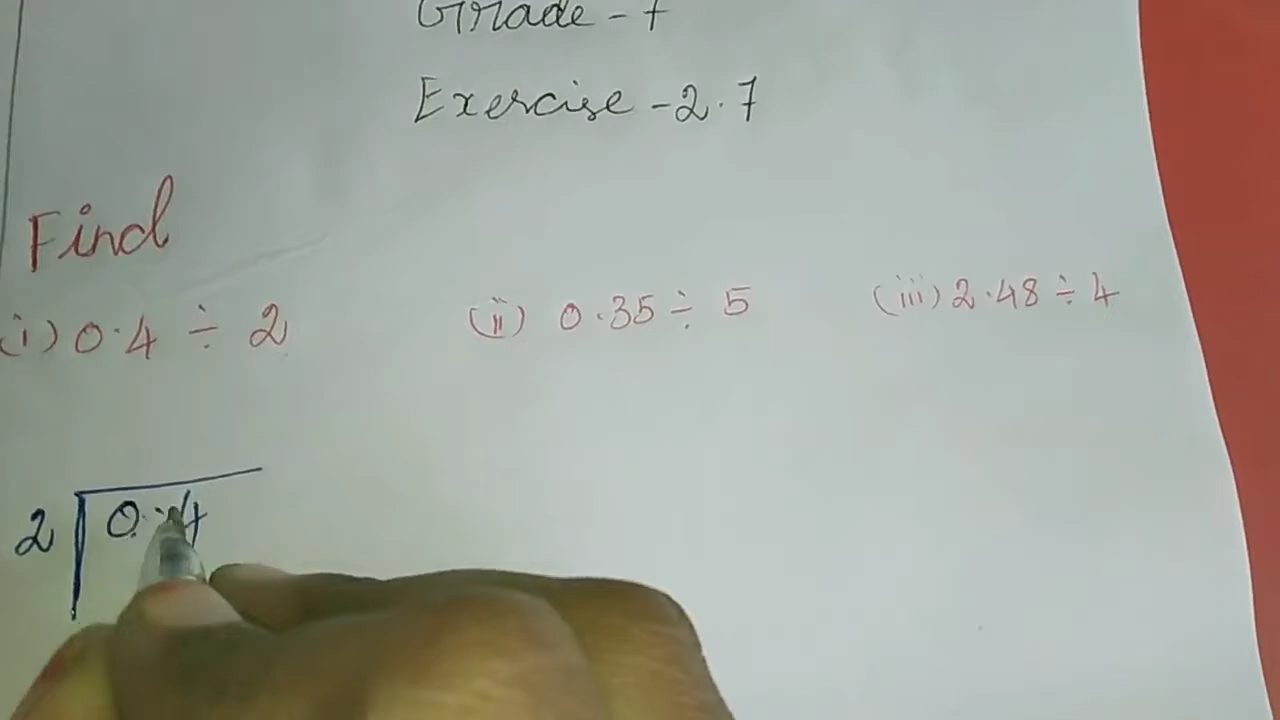 Grade - 7
Exercise - 2.7
Find
(i) 0.4 ÷ 2
(ii) 0.35 ÷ 5
(iii) 2.48 ÷ 4
2 0.4